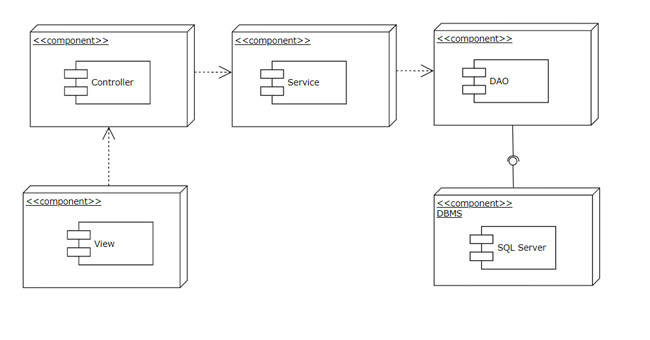 <<component>>
Controller
<<component>>
Service
<<component>>
DAO
<<component>>
View
<<component>>
DBMS
SQL Server